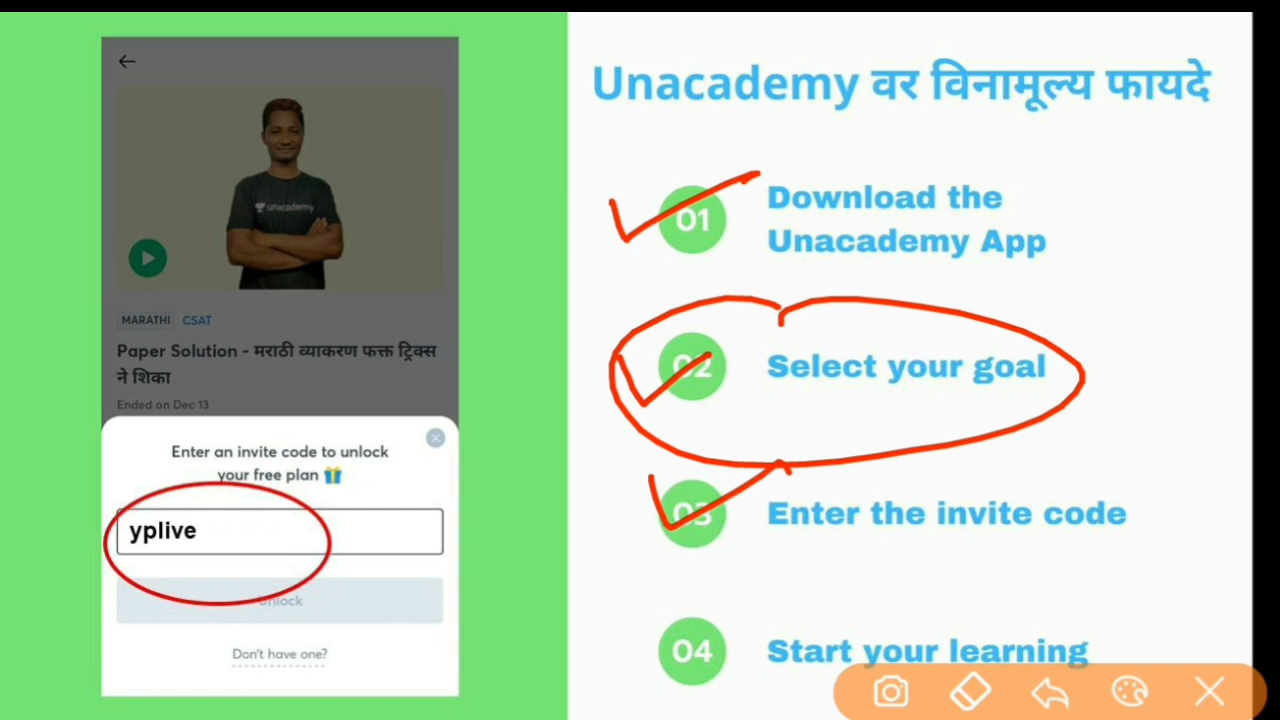 unacademy
MARATHI CSAT
Paper Solution - मराठी व्याकरण फक्त ट्रिक्स
ने शिका
Ended on Dec 13
Enter an invite code to unlock
your free plan
yplive
Unlock
Don't have one?
Unacademy वर विनामूल्य फायदे
01
Download the
Unacademy App
02
Select your goal
03
Enter the invite code
04
Start your learning